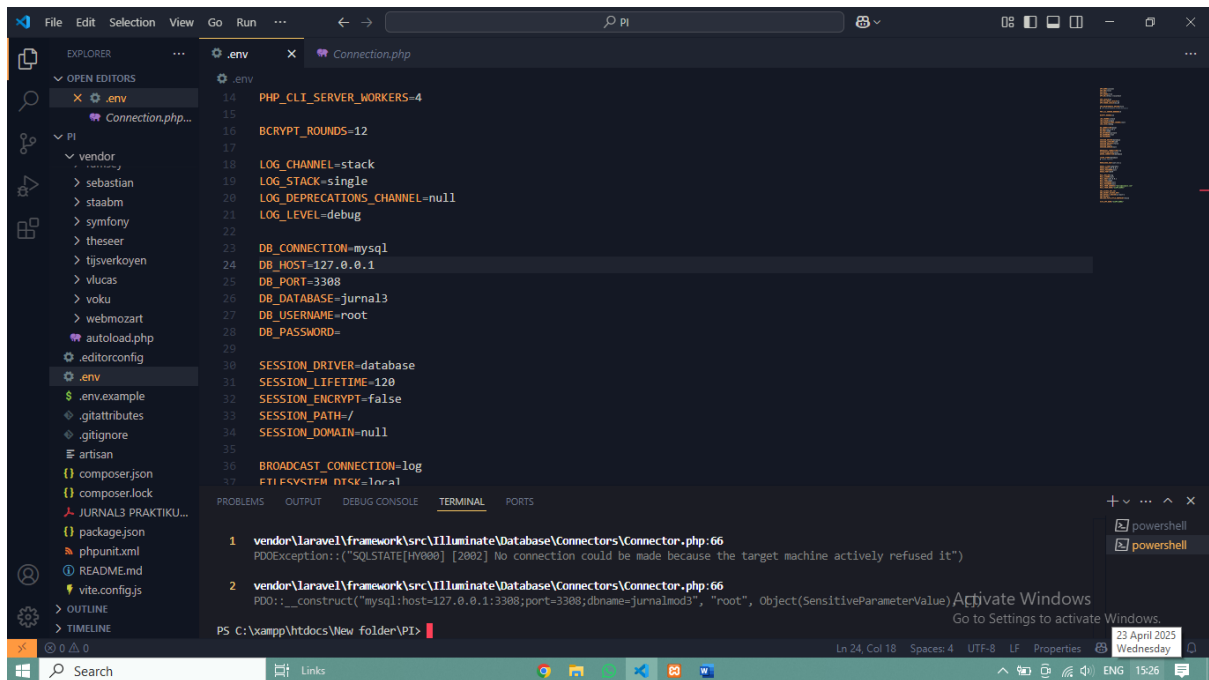 File Edit Selection View Go Run ··· PI
EXPLORER ···
OPEN EDITORS
.env
Connection.php...
PI
vendor
sebastian
staabm
symfony
theseer
tijsverkoyen
vlucas
voku
webmozart
autoload.php
.editorconfig
.env
.env.example
.gitattributes
.gitignore
artisan
composer.json
composer.lock
JURNAL3 PRAKTIKU...
package.json
phpunit.xml
README.md
vite.config.js
OUTLINE
TIMELINE
.env Connection.php ···
.env
14 PHP_CLI_SERVER_WORKERS=4
15
16 BCRYPT_ROUNDS=12
17
18 LOG_CHANNEL=stack
19 LOG_STACK=single
20 LOG_DEPRECATIONS_CHANNEL=null
21 LOG_LEVEL=debug
22
23 DB_CONNECTION=mysql
24 DB_HOST=127.0.0.1
25 DB_PORT=3308
26 DB_DATABASE=jurnal3
27 DB_USERNAME=root
28 DB_PASSWORD=
29
30 SESSION_DRIVER=database
31 SESSION_LIFETIME=120
32 SESSION_ENCRYPT=false
33 SESSION_PATH=/
34 SESSION_DOMAIN=null
35
36 BROADCAST_CONNECTION=log
37 FILESYSTEM_DISK=local
PROBLEMS OUTPUT DEBUG CONSOLE TERMINAL PORTS
powershell
powershell
1 vendor\laravel\framework\src\Illuminate\Database\Connectors\Connector.php:66
PDOException::("SQLSTATE[HY000] [2002] No connection could be made because the target machine actively refused it")
2 vendor\laravel\framework\src\Illuminate\Database\Connectors\Connector.php:66
PDO::__construct("mysql:host=127.0.0.1:3308;port=3308;dbname=jurnalmod3", "root", Object(SensitiveParameterValue), [])
PS C:\xampp\htdocs\New folder\PI>
Activate Windows
Go to Settings to activate Windows.
23 April 2025
Wednesday
0 0 Ln 24, Col 18 Spaces: 4 UTF-8 LF Properties
Search Links ENG 15:26